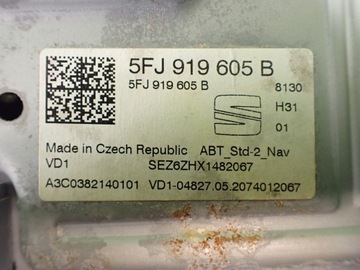 5FJ 919 605 B
5FJ 919 605 B 8130
H31
01
Made in Czech Republic ABT_Std-2_Nav
VD1 SEZ6ZHX1482067
A3C0382140101 VD1-04827.05.2074012067